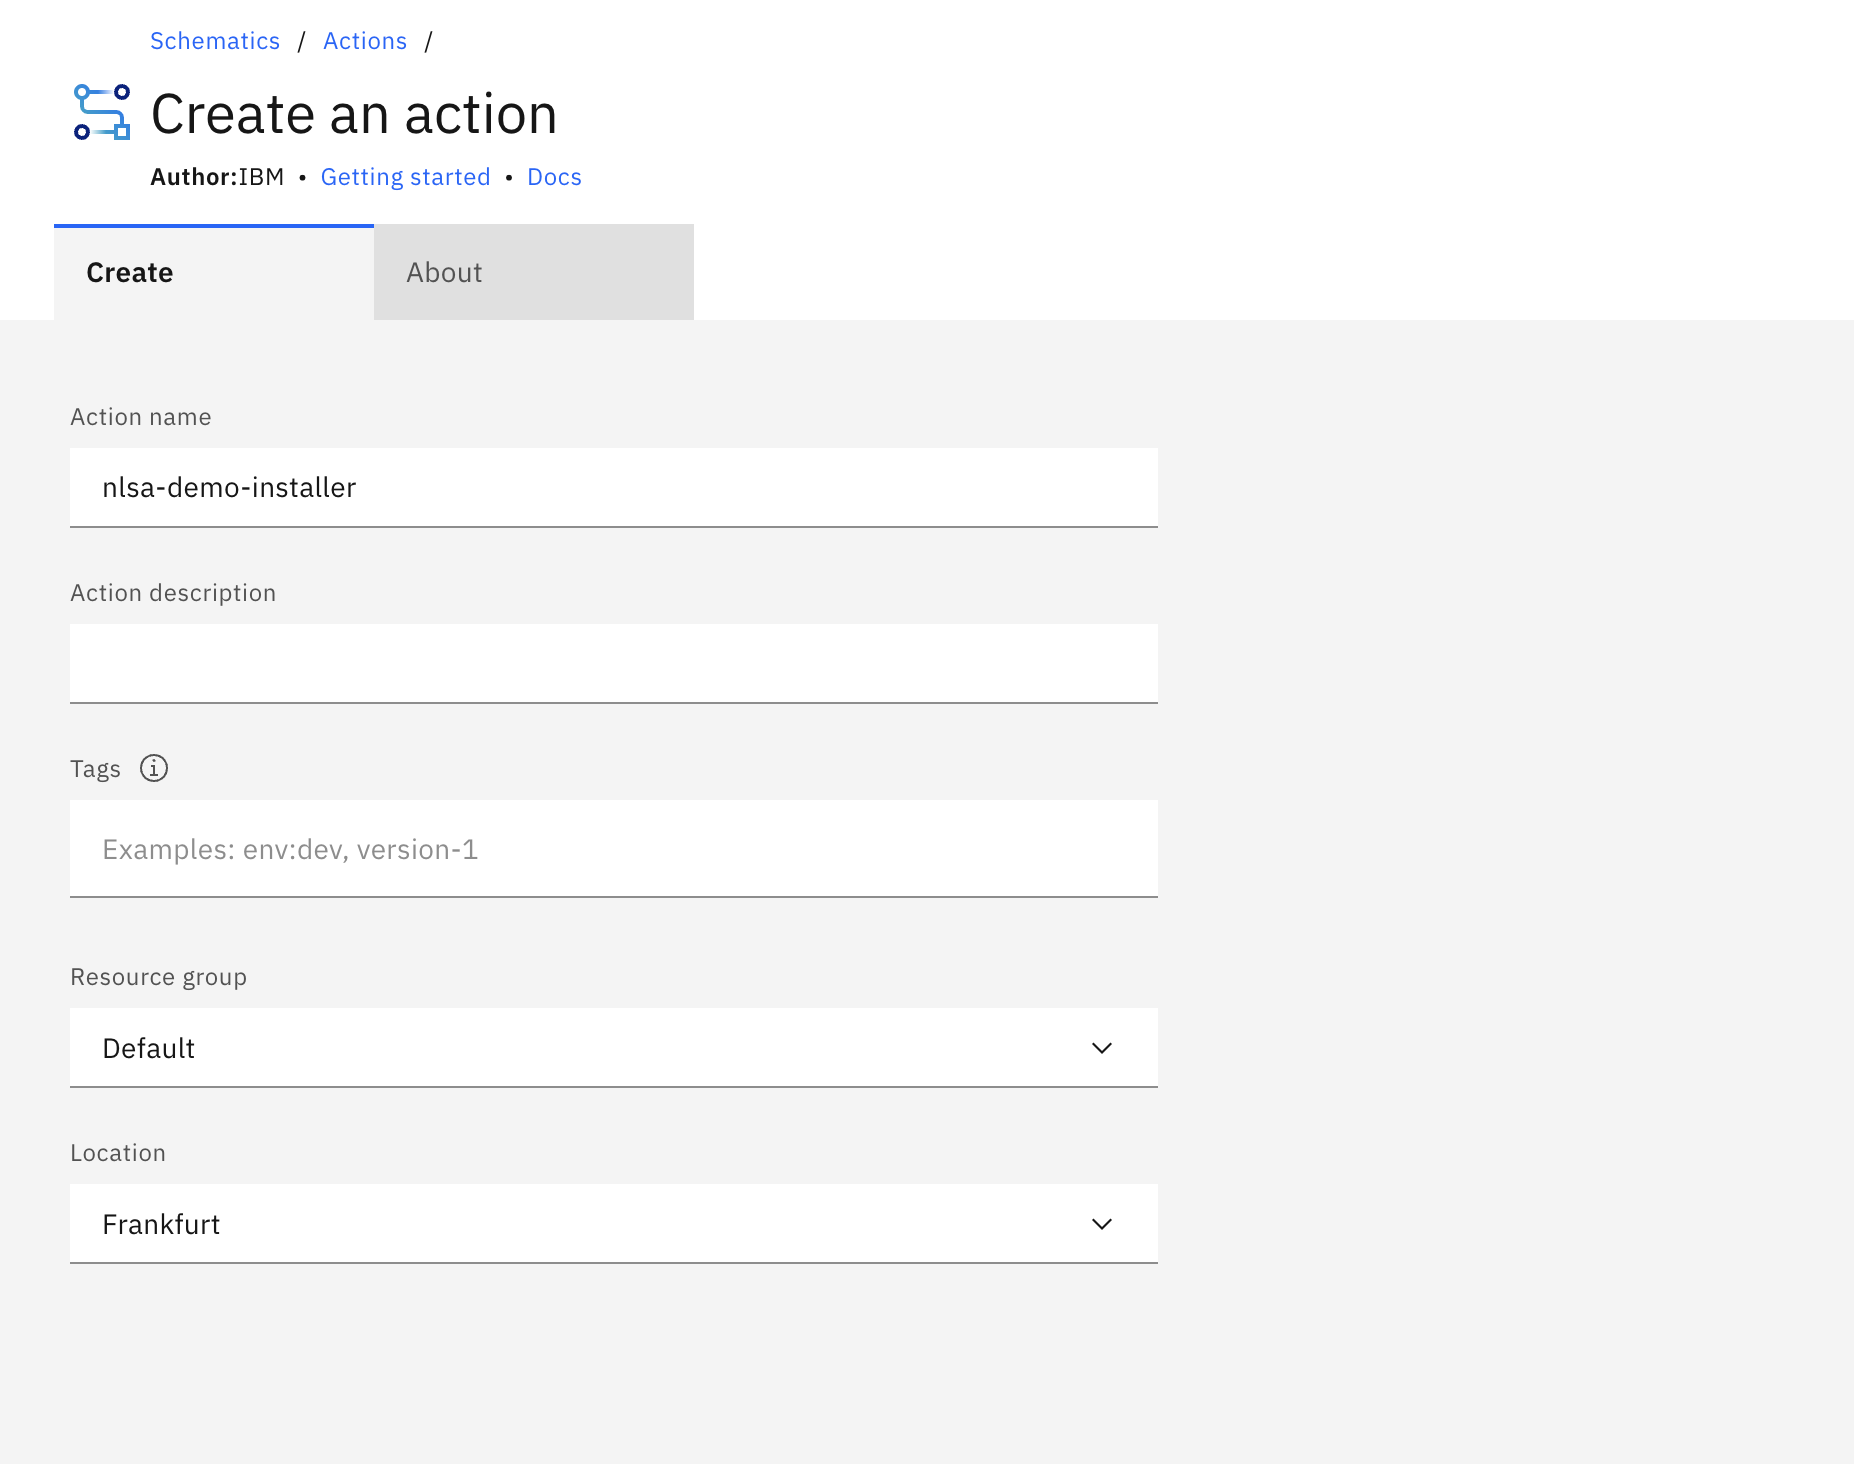 Schematics / Actions /
Create an action
Author:IBM • Getting started • Docs
Create About
Action name
nlsa-demo-installer
Action description
Tags
Examples: env:dev, version-1
Resource group
Default
Location
Frankfurt